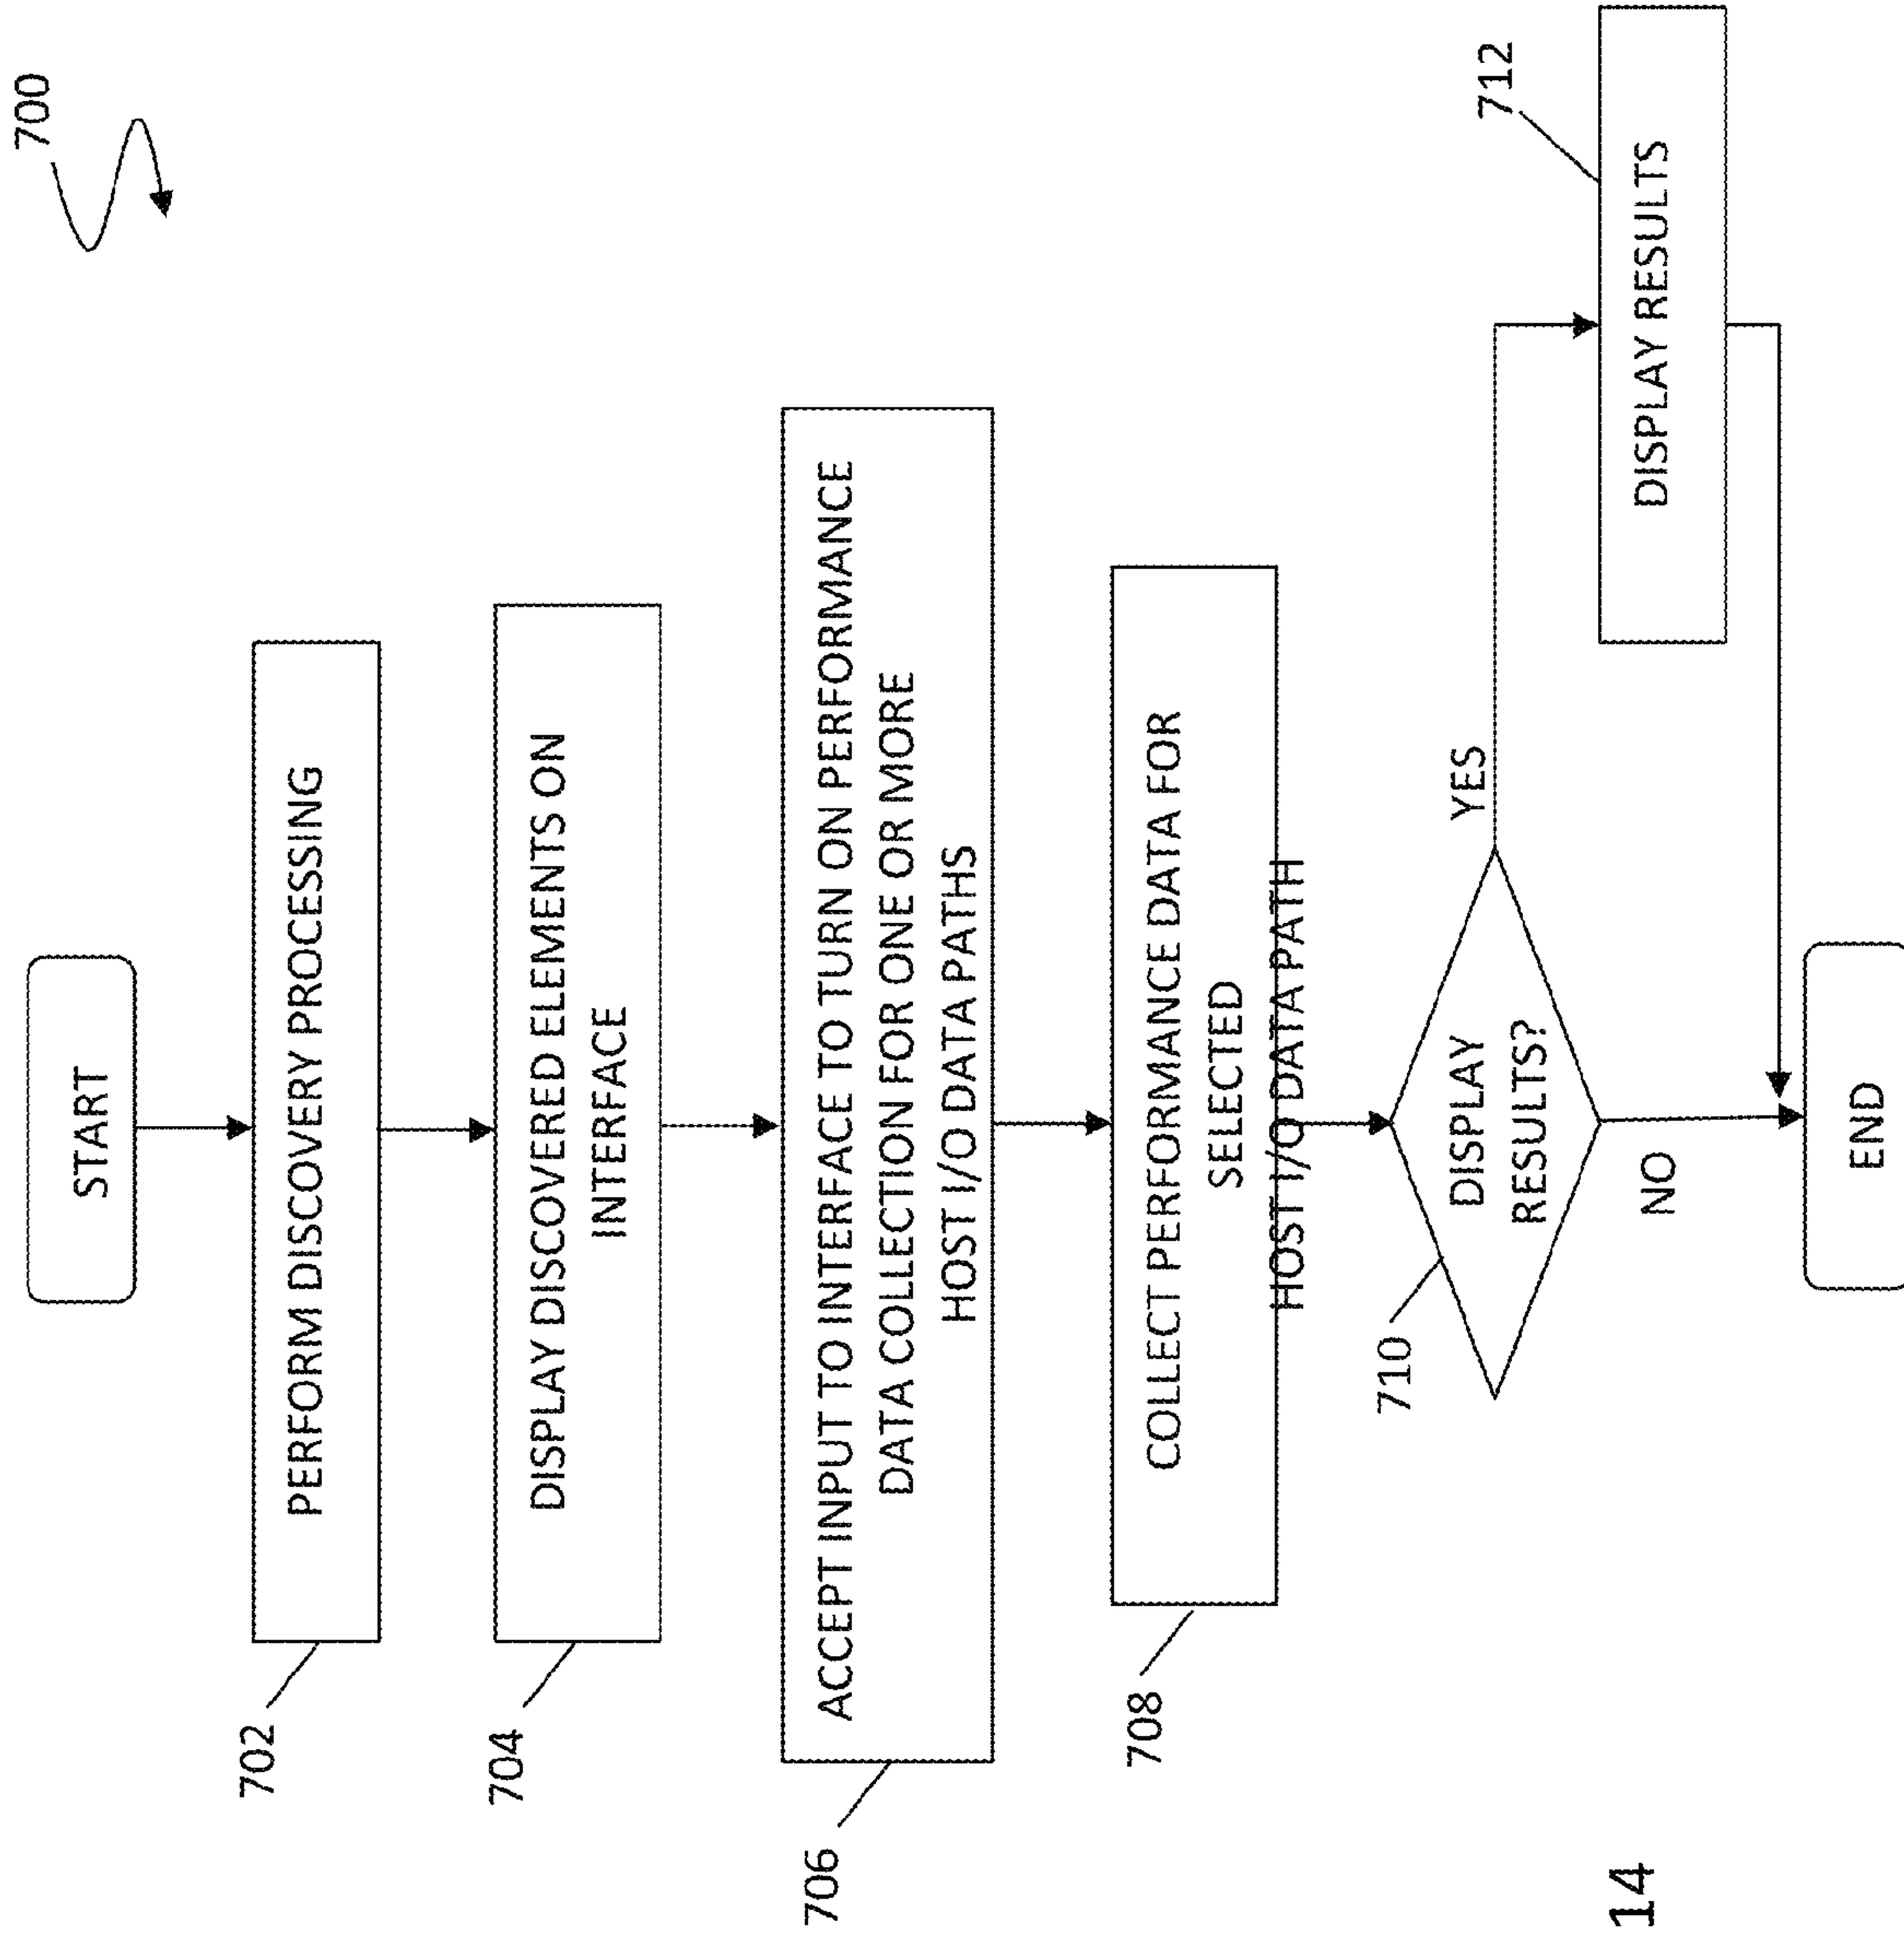 700
START
702
PERFORM DISCOVERY PROCESSING
704
DISPLAY DISCOVERED ELEMENTS ON
INTERFACE
706
ACCEPT INPUT TO INTERFACE TO TURN ON PERFORMANCE
DATA COLLECTION FOR ONE OR MORE
HOST I/O DATA PATHS
708
COLLECT PERFORMANCE DATA FOR
SELECTED
HOST I/O DATA PATH
710
DISPLAY
RESULTS?
YES
712
DISPLAY RESULTS
NO
END
14